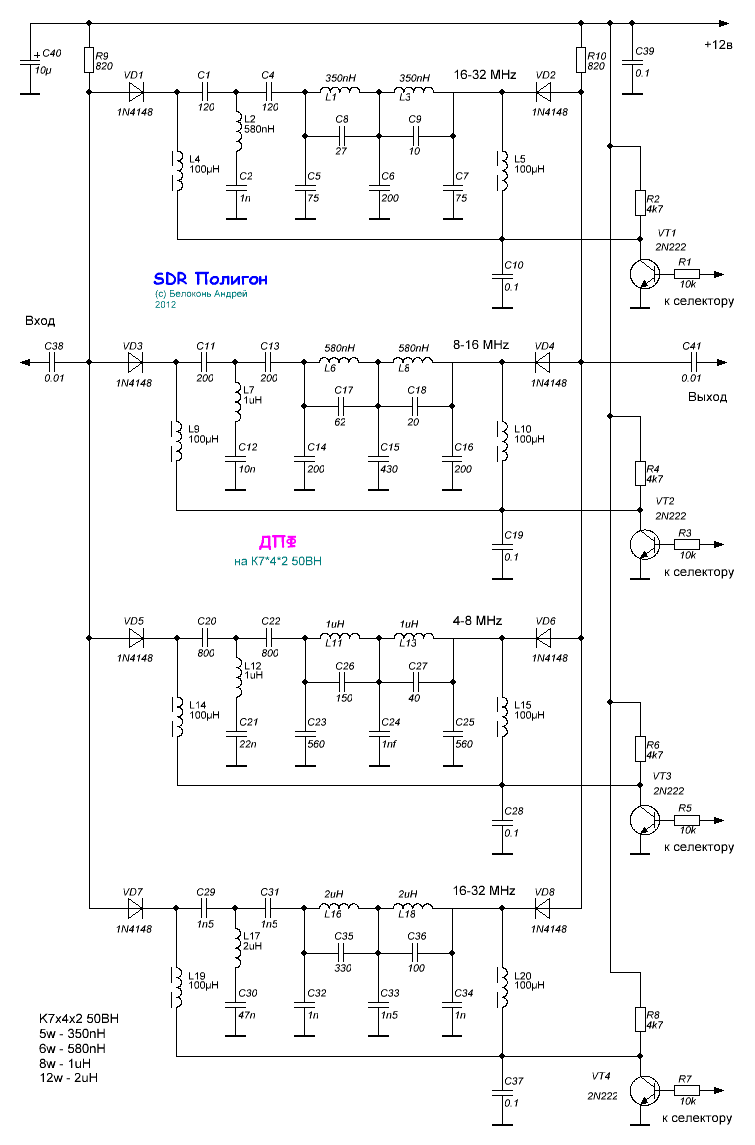 C40
10µ
R9
820
R10
820
C39
0.1
+12в
VD1
1N4148
C1
120
C4
120
350nH
L1
350nH
L3
16-32 MHz
VD2
1N4148
L2
580nH
C8
27
C9
10
L4
100µH
L5
100µH
C2
1n
C5
75
C6
200
C7
75
R2
4k7
VT1
2N222
R1
10k
к селектору
C10
0.1
SDR Полигон
(с) Белоконь Андрей
2012
Вход
C38
0.01
VD3
1N4148
C11
200
C13
200
580nH
L6
580nH
L8
8-16 MHz
VD4
1N4148
C41
0.01
Выход
L7
1uH
C17
62
C18
20
L9
100µH
L10
100µH
C12
10n
C14
200
C15
430
C16
200
R4
4k7
VT2
2N222
R3
10k
к селектору
C19
0.1
ДПФ
на К7*4*2 50ВН
VD5
1N4148
C20
800
C22
800
1uH
L11
1uH
L13
4-8 MHz
VD6
1N4148
L12
1uH
C26
150
C27
40
L14
100µH
L15
100µH
C21
22n
C23
560
C24
1nf
C25
560
R6
4k7
VT3
2N222
R5
10k
к селектору
C28
0.1
VD7
1N4148
C29
1n5
C31
1n5
2uH
L16
2uH
L18
16-32 MHz
VD8
1N4148
L17
2uH
C35
330
C36
100
L19
100µH
L20
100µH
C30
47n
C32
1n
C33
1n5
C34
1n
R8
4k7
VT4
2N222
R7
10k
к селектору
C37
0.1
К7х4х2 50ВН
5w - 350nH
6w - 580nH
8w - 1uH
12w - 2uH